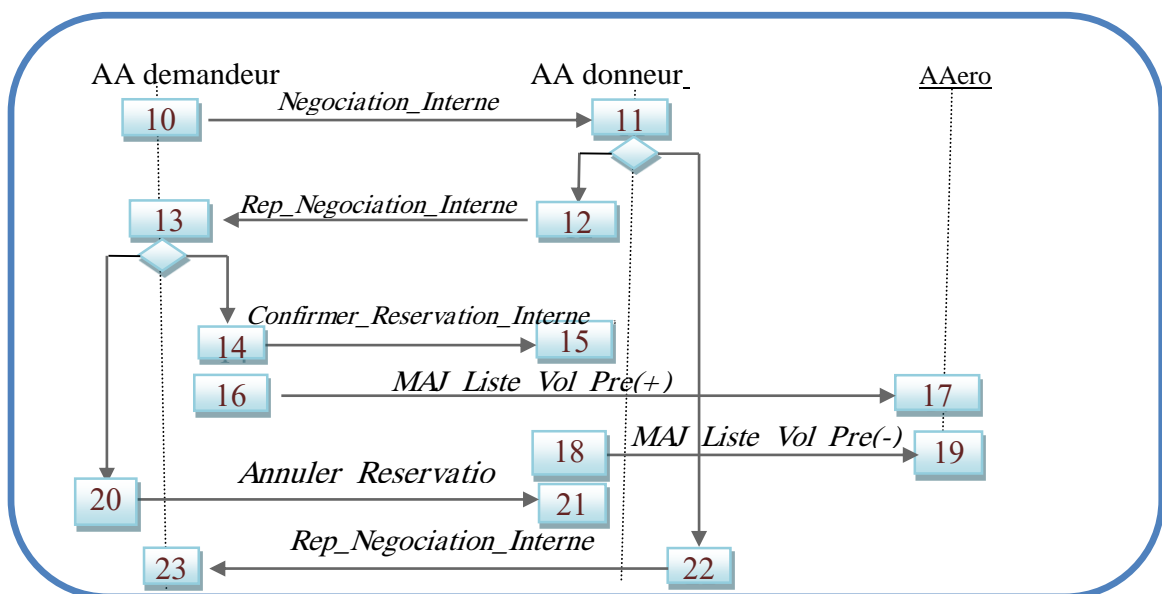 AA demandeur AA donneur AAero
10 Negociation_Interne 11
13 Rep_Negociation_Interne 12
Confirmer_Reservation_Interne
14 15
16 MAJ Liste Vol Pre(+) 17
18 MAJ Liste Vol Pre(-) 19
20 Annuler Reservatio 21
Rep_Negociation_Interne
23 22